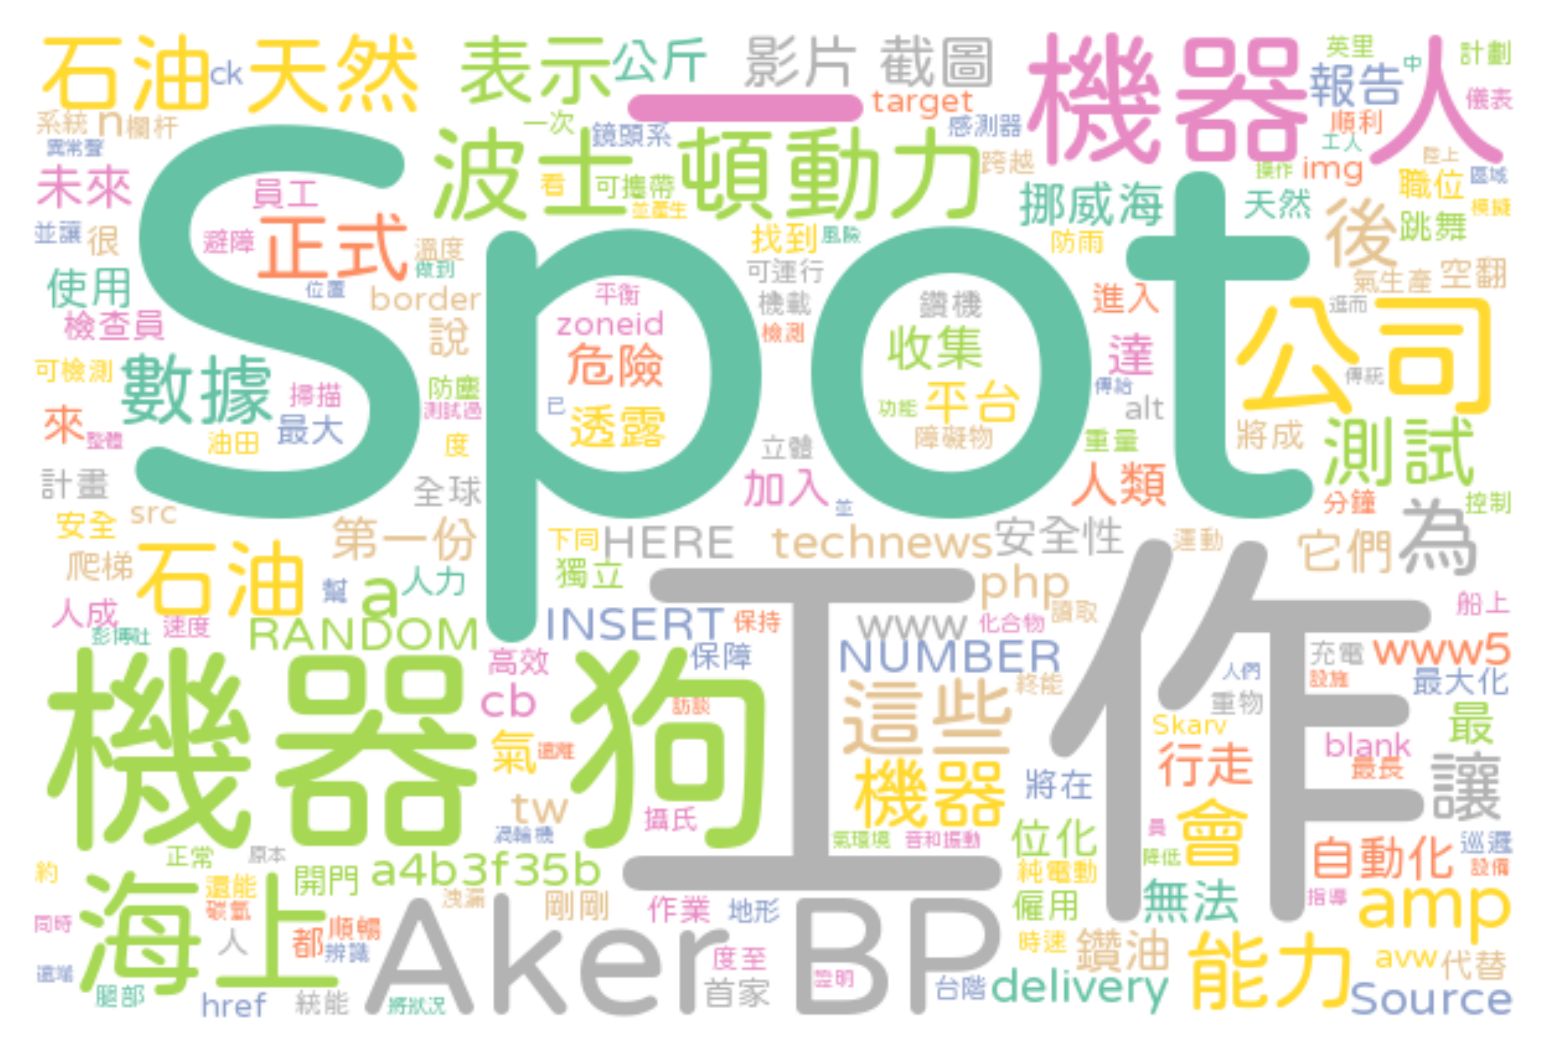 石油 ck 天然 表示 公斤 影片 截圖 機器人 英里 中 計劃
報告 儀表
系統 n 欄杆 一次 鏡頭系 一 target 感測器 順利
異常聲 波士頓動力 跨越 工人 陸上
未來 員工 看 可攜帶 操作 img 職位 區域
並產生 挪威海 天然 模擬
並讓 很 避障 正式 溫度 找到 風險 防雨 後 跳舞
使用 Spot 做到 可運行 氣生產 空翻
位置 border 平衡 機載 鑽機 進入 逛而
檢查員 說 zoneid 檢測 收集 達 公司
可檢測 數據 掃描 防塵 危險 傳給 傳統
測試過 已 功能 平台 alt
來 整體 油田 最大 度 透露 立體 障礙物 重量 將成 測試
計畫 全球 加入 並 人類 分鐘 控制
安全 src 第一份 下同 HERE technews 安全性 運動 它們 為
爬梯 石油 幫 a 人力 獨立 工作 php
人成 速度 INSERT 保持 www 化合物 讀取 船上
彭博社 RANDOM 高效 保障 NUMBER 充電 www5
機器狗 cb 訪談 這些 終能 人們 設施 最大化
氣 遠離 Skarv 重物 最
tw 機器 將在 行走 blank 最長 讓
渦輪機 攝氏 氣環境 音和振動 位化 員 會 巡邏
正常 原本 降低 自動化 設備
約 還能 開門 a4b3f35b 純電動
海上 碳氫 洩漏 剛剛 作業 地形 僱用 無法 指導 amp
同時 人 都 順暢 Aker BP 時速 鑽油 能力
辨識 度至 avw 代替
遠端 腿部 href 統能 將狀況 首家 證明 台階 delivery Source